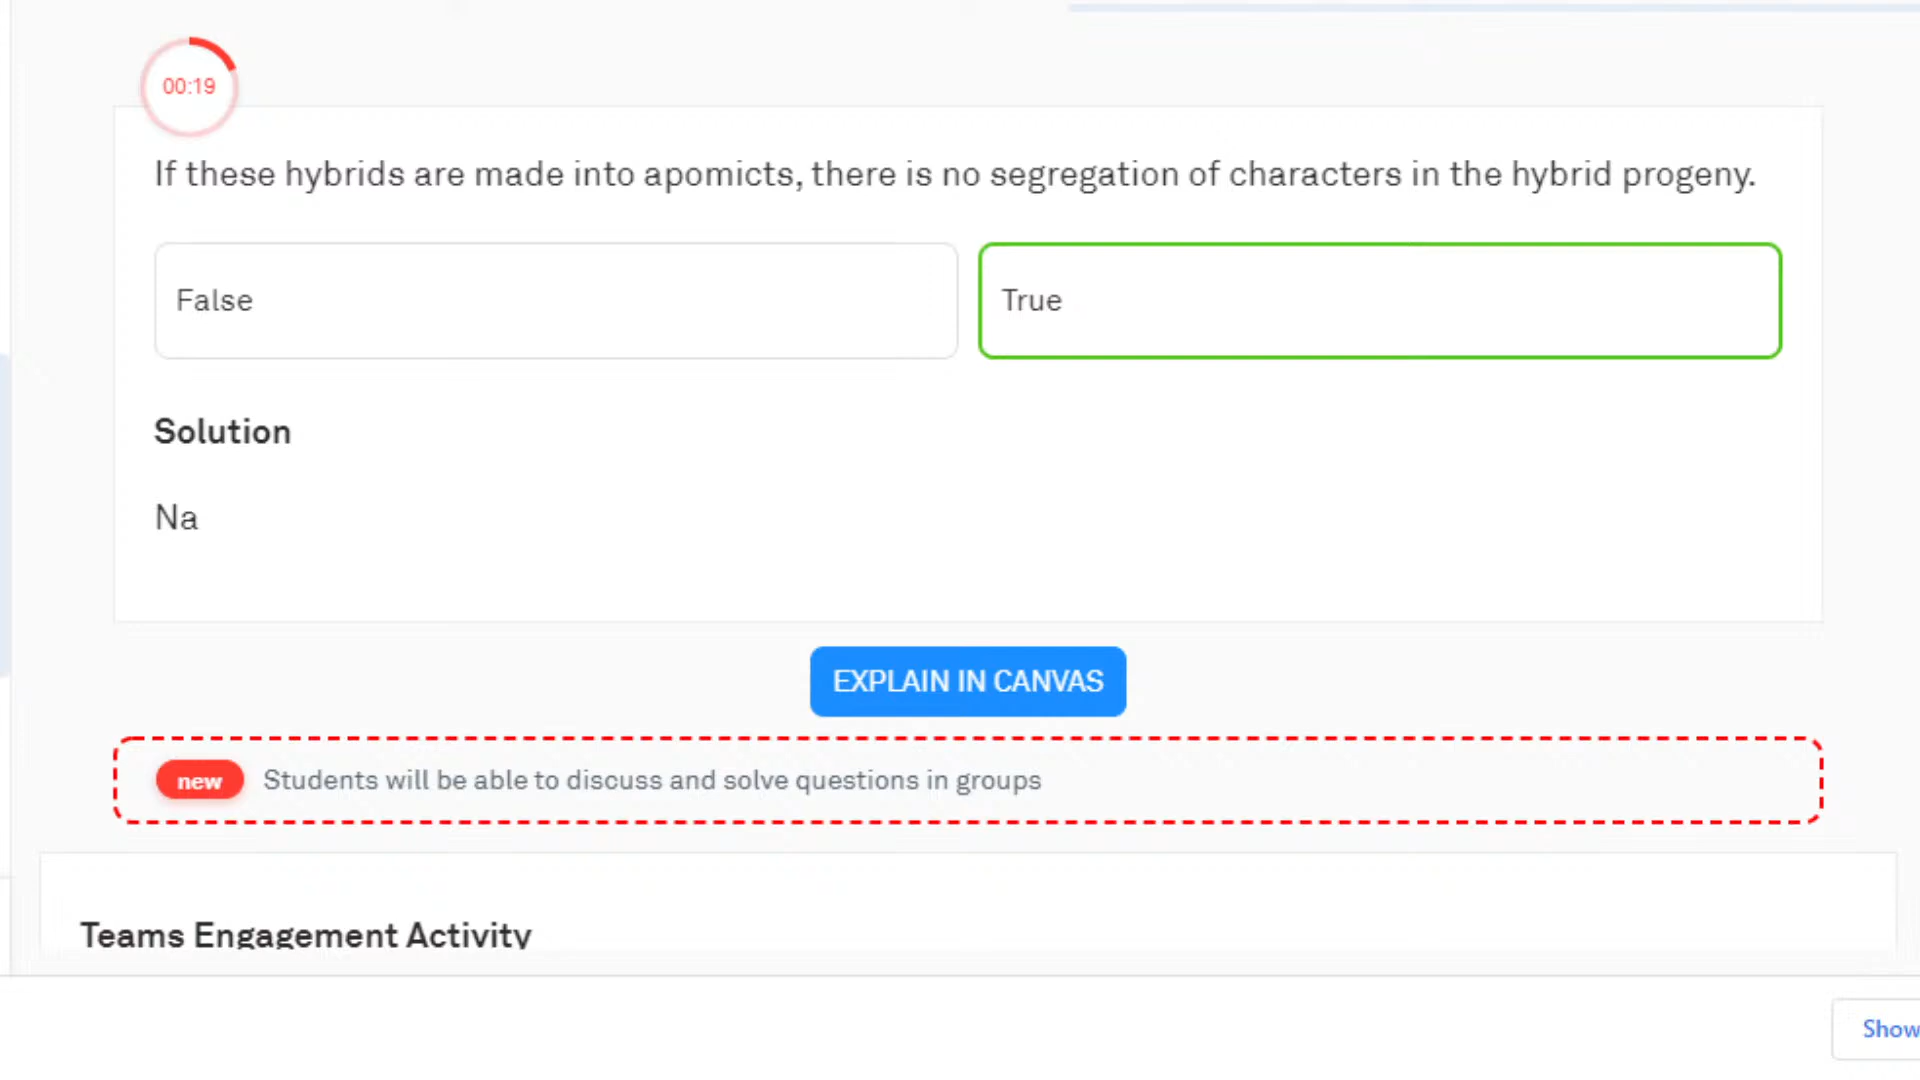 00:19
If these hybrids are made into apomicts, there is no segregation of characters in the hybrid progeny.
False
True
Solution
Na
EXPLAIN IN CANVAS
new Students will be able to discuss and solve questions in groups
Teams Engagement Activity
Show